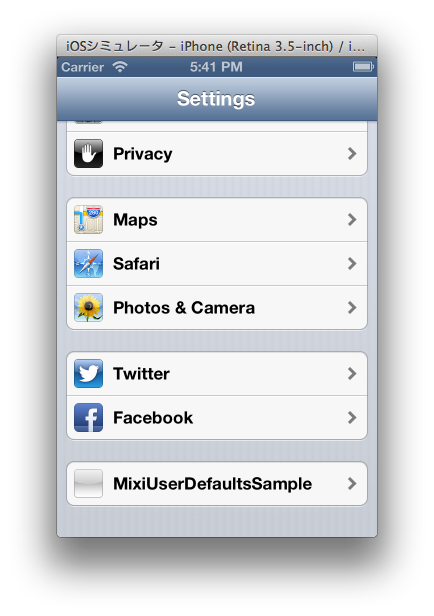 iOSシミュレータ - iPhone (Retina 3.5-inch) / i...
Carrier 5:41 PM
Settings
Privacy
Maps
Safari
Photos & Camera
Twitter
Facebook
MixiUserDefaultsSample